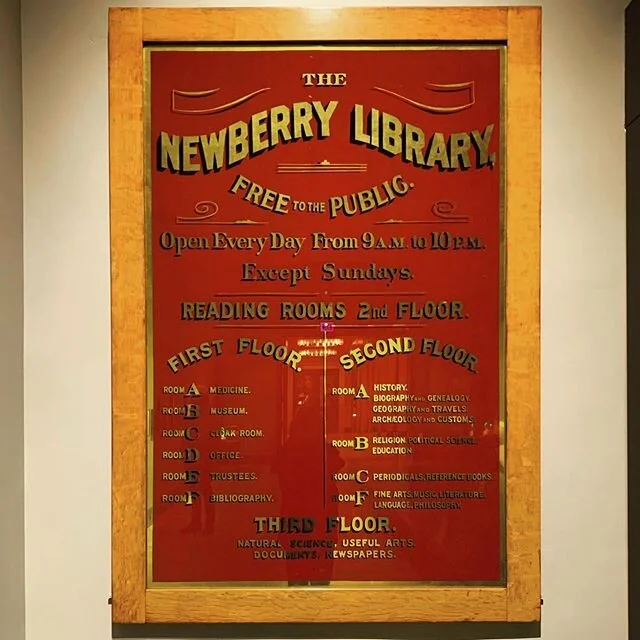 THE
NEWBERRY LIBRARY,
FREE TO THE PUBLIC.
Open Every Day From 9 A.M. to 10 P.M.
Except Sundays.
READING ROOMS 2nd FLOOR.
FIRST FLOOR.
ROOM A MEDICINE.
ROOM B MUSEUM.
ROOM C CLOAK ROOM.
ROOM D OFFICE.
ROOM E TRUSTEES.
ROOM F BIBLIOGRAPHY.
SECOND FLOOR.
ROOM A HISTORY.
BIOGRAPHY AND GENEALOGY.
GEOGRAPHY AND TRAVELS.
ARCHÆOLOGY AND CUSTOMS.
ROOM B RELIGION, POLITICAL SCIENCE,
EDUCATION.
ROOM C PERIODICALS, REFERENCE BOOKS.
ROOM F FINE ARTS, MUSIC, LITERATURE,
LANGUAGE, PHILOSOPHY.
THIRD FLOOR.
NATURAL SCIENCE, USEFUL ARTS.
DOCUMENTS, NEWSPAPERS.